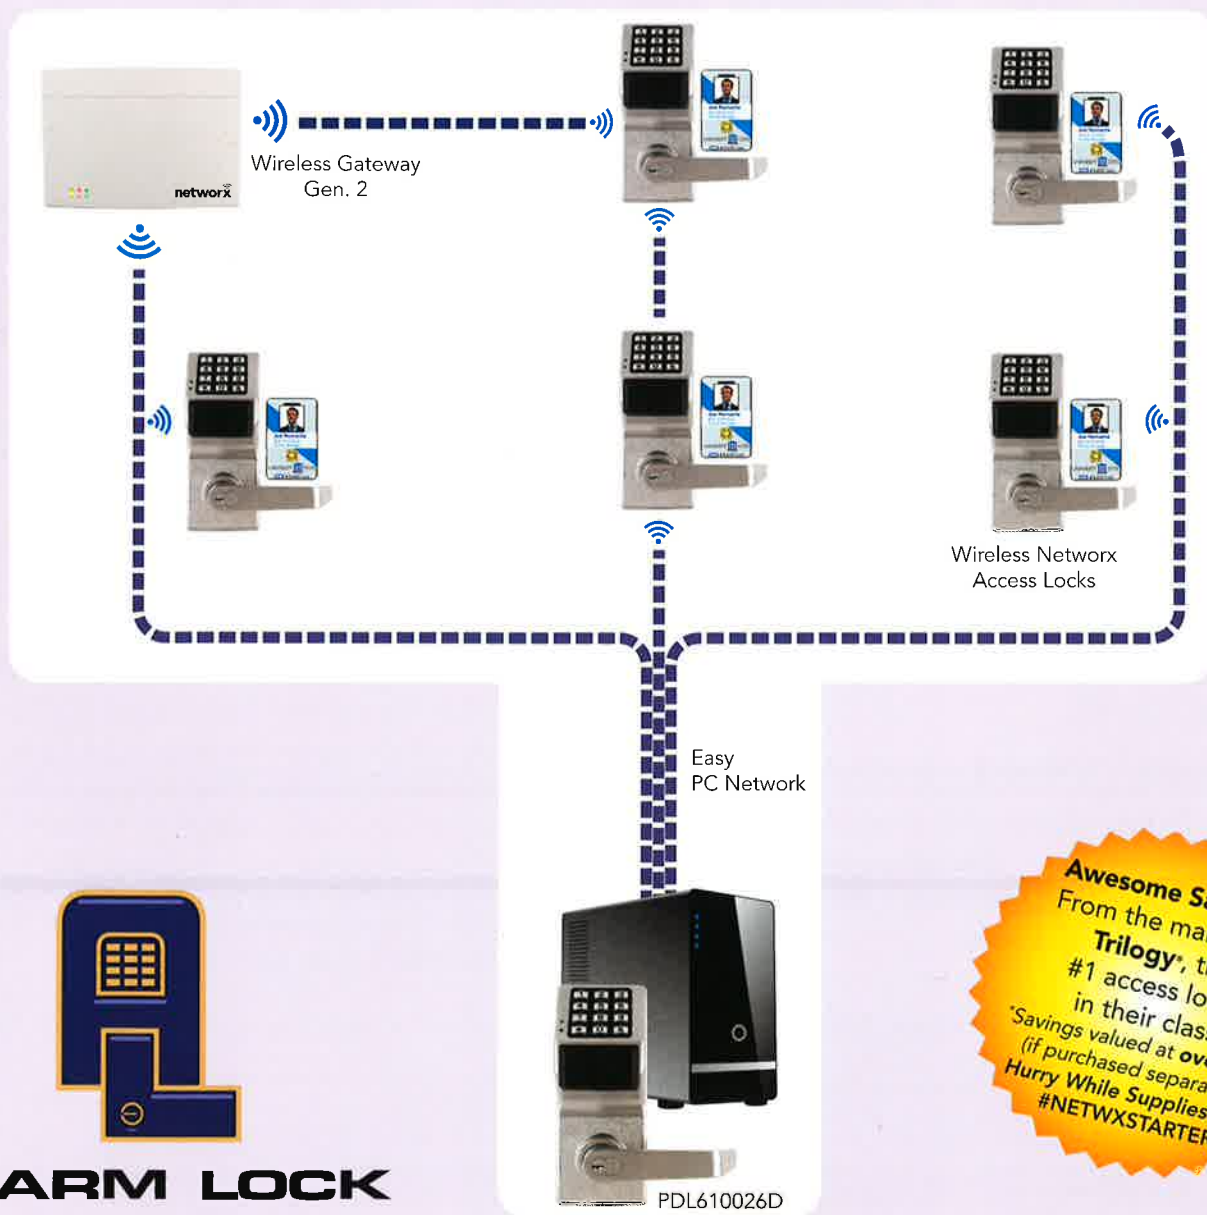 networx
Wireless Gateway
Gen. 2
Wireless Networx
Access Locks
Easy
PC Network
Awesome
From the
Trilogy®,
#1 access
in their
*Savings valued at
(if purchased
Hurry While Supplies
ARM LOCK
PDL610026D